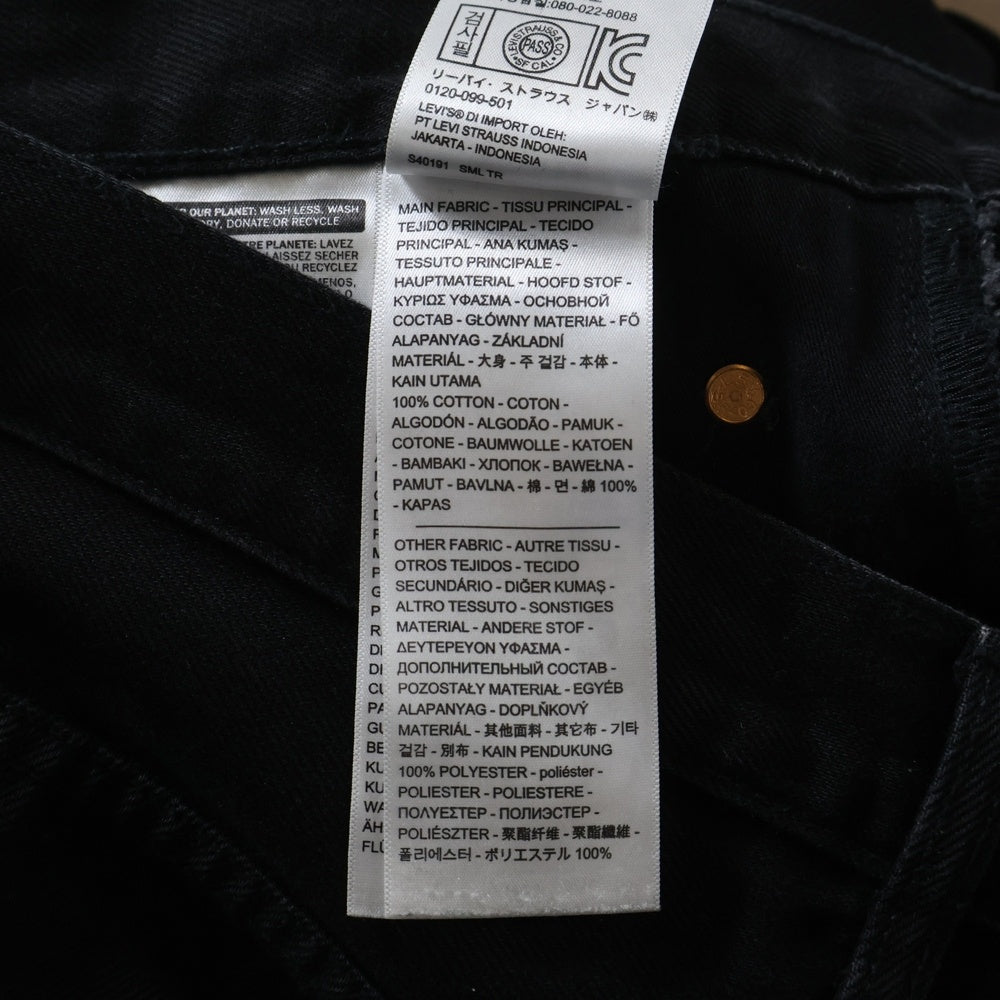 :080-022-8088
검사필
LEVI STRAUSS & CO
PASS
SF CAL.
リーバイ・ストラウス ジャパン㈱
0120-099-501
LEVI'S® DI IMPORT OLEH:
PT LEVI STRAUSS INDONESIA
JAKARTA - INDONESIA
S40191 SML TR
OUR PLANET: WASH LESS, WASH
DRY, DONATE OR RECYCLE
TRE PLANETE: LAVEZ
LAISSEZ SECHER
OU RECYCLEZ
MENOS,
MAIN FABRIC - TISSU PRINCIPAL -
TEJIDO PRINCIPAL - TECIDO
PRINCIPAL - ANA KUMAŞ -
TESSUTO PRINCIPALE -
HAUPTMATERIAL - HOOFD STOF -
ΚΥΡΙΩΣ ΥΦΑΣΜΑ - ОСНОВНОЙ
СОСТАВ - GŁÓWNY MATERIAŁ - FŐ
ALAPANYAG - ZÁKLADNÍ
MATERIÁL - 大身 - 주 겉감 - 本体 -
KAIN UTAMA
100% COTTON - COTON -
ALGODÓN - ALGODÃO - PAMUK -
COTONE - BAUMWOLLE - KATOEN
- ΒΑΜΒΑΚΙ - ХЛОПОК - BAWEŁNA -
PAMUT - BAVLNA - 棉 - 면 - 綿 100%
- KAPAS
OTHER FABRIC - AUTRE TISSU -
OTROS TEJIDOS - TECIDO
SECUNDÁRIO - DIĞER KUMAŞ -
ALTRO TESSUTO - SONSTIGES
MATERIAL - ANDERE STOF -
ΔΕΥΤΕΡΕΥΟΝ ΥΦΑΣΜΑ -
ДОПОЛНИТЕЛЬНЫЙ СОСТАВ -
POZOSTAŁY MATERIAŁ - EGYÉB
ALAPANYAG - DOPLŇKOVÝ
MATERIÁL - 其他面料 - 其它布 - 기타
겉감 - 別布 - KAIN PENDUKUNG
100% POLYESTER - poliéster -
POLIESTER - POLIESTERE -
ΠΟΛΥΕΣΤΕΡ - ПОЛИЭСТЕР -
POLIÉSZTER - 聚酯纤维 - 聚酯纖維 -
폴리에스터 - ポリエステル 100%